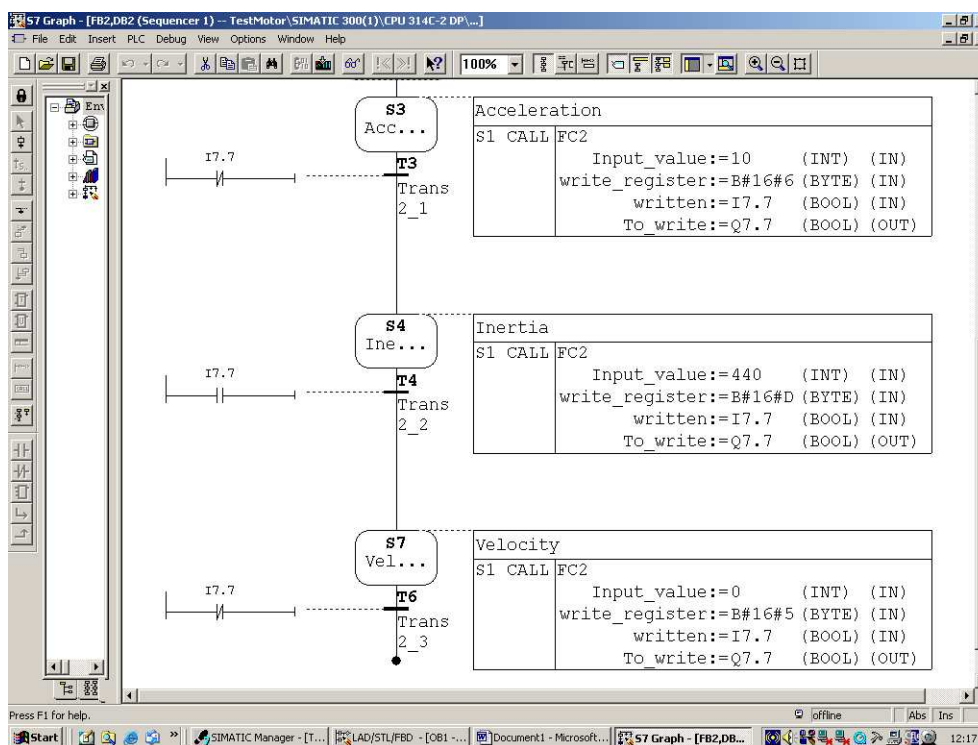 S7 Graph - [FB2,DB2 (Sequencer 1) -- TestMotor\SIMATIC 300(1)\CPU 314C-2 DP\...]
File Edit Insert PLC Debug View Options Window Help
100%
Env
S3
Acc...
T3
Trans
2_1
I7.7
Acceleration
S1 CALL FC2
Input_value:=10 (INT) (IN)
write_register:=B#16#6 (BYTE) (IN)
written:=I7.7 (BOOL) (IN)
To_write:=Q7.7 (BOOL) (OUT)
S4
Ine...
T4
Trans
2_2
I7.7
Inertia
S1 CALL FC2
Input_value:=440 (INT) (IN)
write_register:=B#16#D (BYTE) (IN)
written:=I7.7 (BOOL) (IN)
To_write:=Q7.7 (BOOL) (OUT)
S7
Vel...
T6
Trans
2_3
I7.7
Velocity
S1 CALL FC2
Input_value:=0 (INT) (IN)
write_register:=B#16#5 (BYTE) (IN)
written:=I7.7 (BOOL) (IN)
To_write:=Q7.7 (BOOL) (OUT)
Press F1 for help.
offline
Abs Ins
Start
SIMATIC Manager - [T...
LAD/STL/FBD - [OB1 -...
Document1 - Microsoft...
S7 Graph - [FB2,DB...
12:17